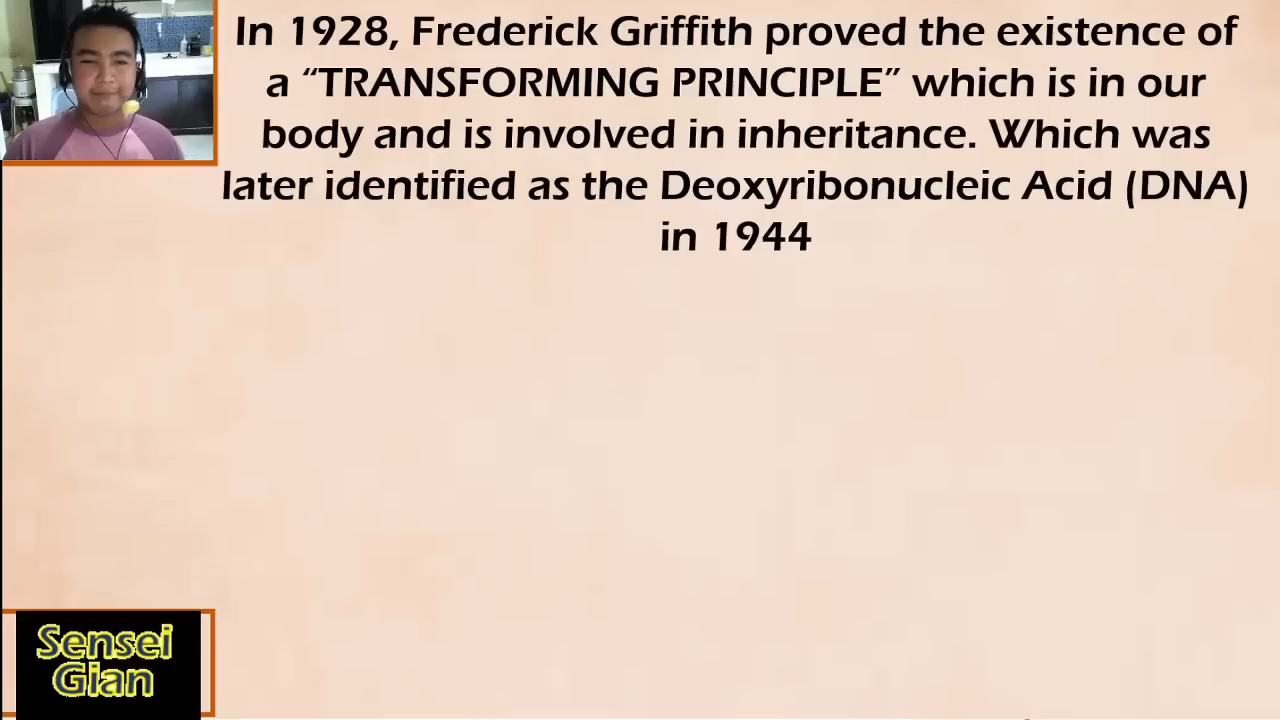 In 1928, Frederick Griffith proved the existence of
a “TRANSFORMING PRINCIPLE” which is in our
body and is involved in inheritance. Which was
later identified as the Deoxyribonucleic Acid (DNA)
in 1944
Sensei
Gian